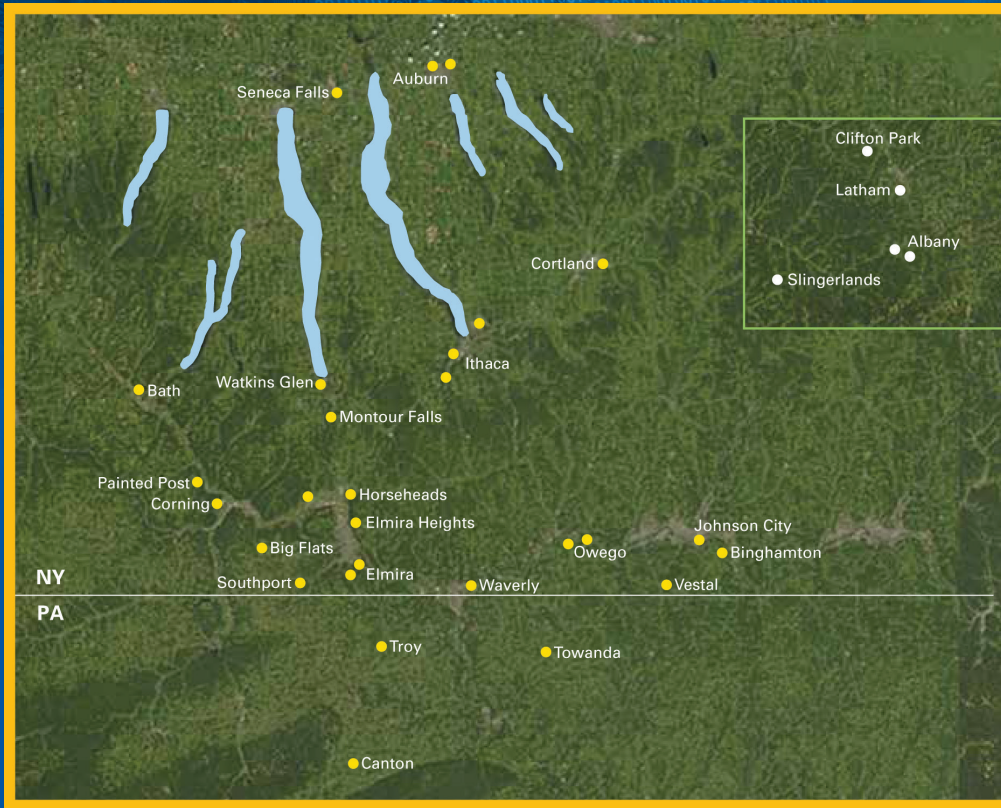 Auburn
Seneca Falls
Clifton Park
Latham
Albany
Slingerlands
Cortland
Ithaca
Watkins Glen
Bath
Montour Falls
Painted Post
Horseheads
Corning
Elmira Heights
Johnson City
Big Flats
Owego
Binghamton
Elmira
NY
Southport
Waverly
Vestal
PA
Troy
Towanda
Canton